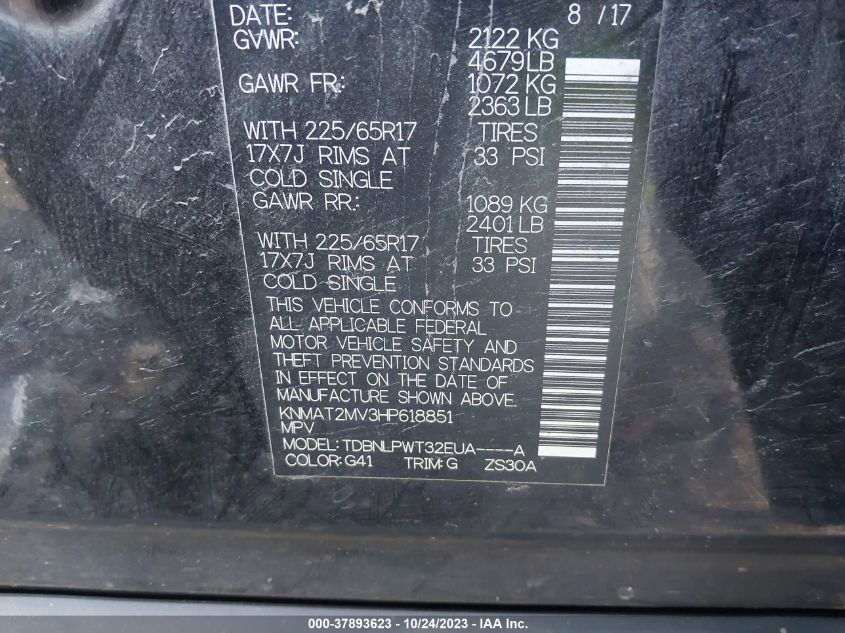 DATE: 8 /17
GVWR: 2122 KG
4679LB
GAWR FR: 1072 KG
2363 LB
WITH 225/65R17 TIRES
17X7J RIMS AT 33 PSI
COLD SINGLE
GAWR RR: 1089 KG
2401 LB
WITH 225/65R17 TIRES
17X7J RIMS AT 33 PSI
COLD SINGLE
THIS VEHICLE CONFORMS TO
ALL APPLICABLE FEDERAL
MOTOR VEHICLE SAFETY AND
THEFT PREVENTION STANDARDS
IN EFFECT ON THE DATE OF
MANUFACTURE SHOWN ABOVE.
KNMAT2MV3HP618851
MPV
MODEL: TDBNLPWT32EUA----A
COLOR:G41 TRIM:G ZS30A
000-37893623 - 10/24/2023 - IAA Inc.